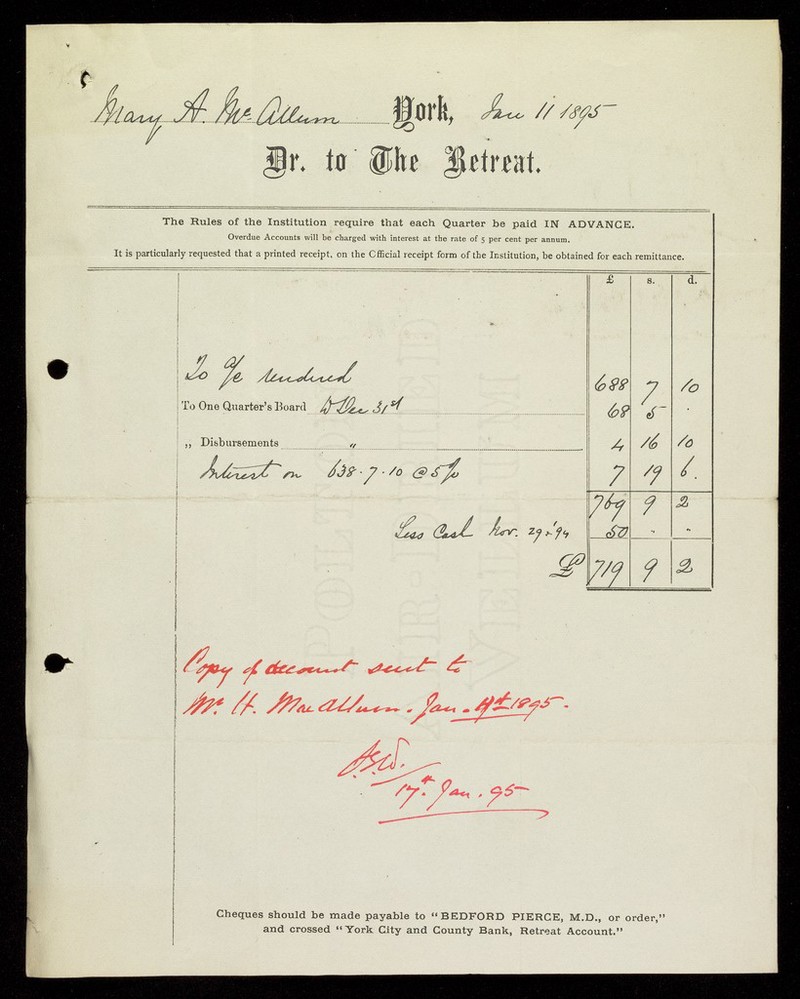 Mary A. McCallum York, Jan 11 1895
Dr. to The Retreat.
The Rules of the Institution require that each Quarter be paid IN ADVANCE.
Overdue Accounts will be charged with interest at the rate of 5 per cent per annum.
It is particularly requested that a printed receipt, on the Official receipt form of the Institution, be obtained for each remittance.
£ s. d.
To a/c rendered 688 7 10
To One Quarter's Board to Dec 31st 68 5 .
„ Disbursements „ 4 16 10
Interest on 638.7.10 @ 5% 7 19 6.
769 9 2
Less Cash Nov. 29 '94 50 - -
£ 719 9 2
Copy of account sent to
Mr. H. MacCallum. Jan. 1895.
17th Jan. 95
Cheques should be made payable to "BEDFORD PIERCE, M.D., or order,"
and crossed "York City and County Bank, Retreat Account."